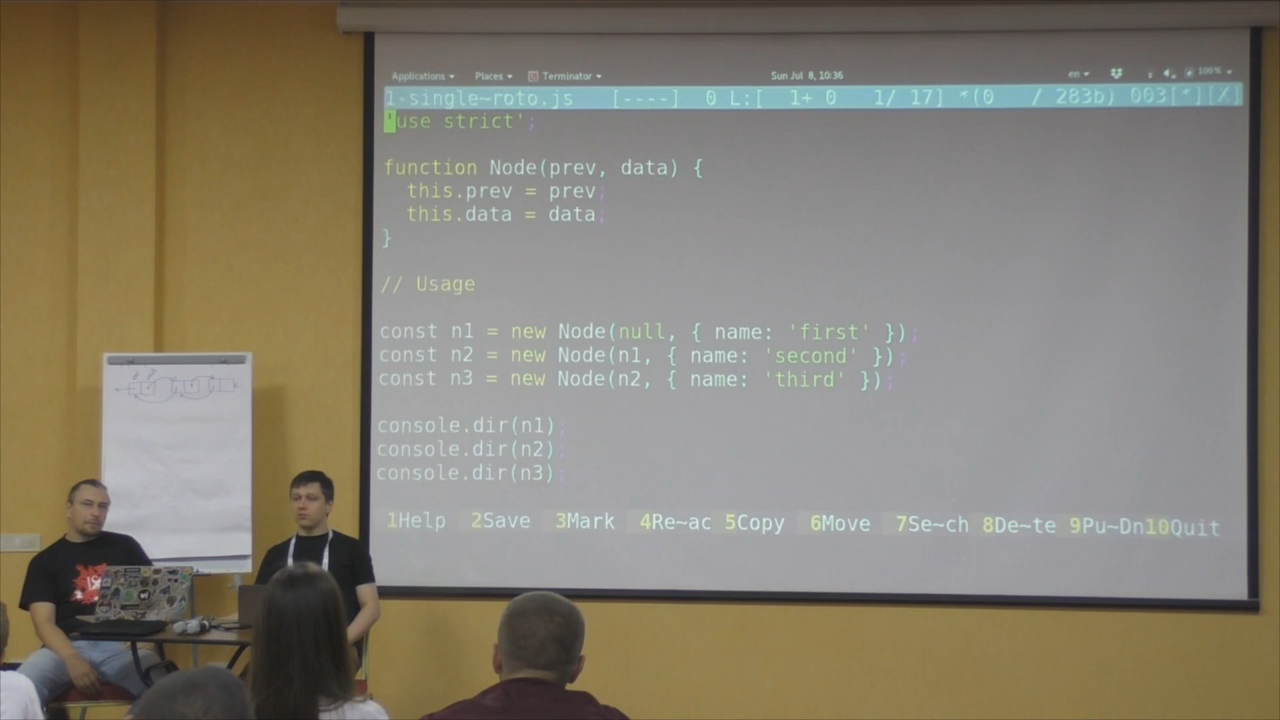 Applications Places Terminator Sun Jul 8, 10:36 en 100%
1-single~roto.js [----] 0 L:[ 1+ 0 1/ 17] *(0 / 283b) 003[*][X]
'use strict';
function Node(prev, data) {
this.prev = prev;
this.data = data;
}
// Usage
const n1 = new Node(null, { name: 'first' });
const n2 = new Node(n1, { name: 'second' });
const n3 = new Node(n2, { name: 'third' });
console.dir(n1);
console.dir(n2);
console.dir(n3);
1Help 2Save 3Mark 4Re~ac 5Copy 6Move 7Se~ch 8De~te 9Pu~Dn10Quit